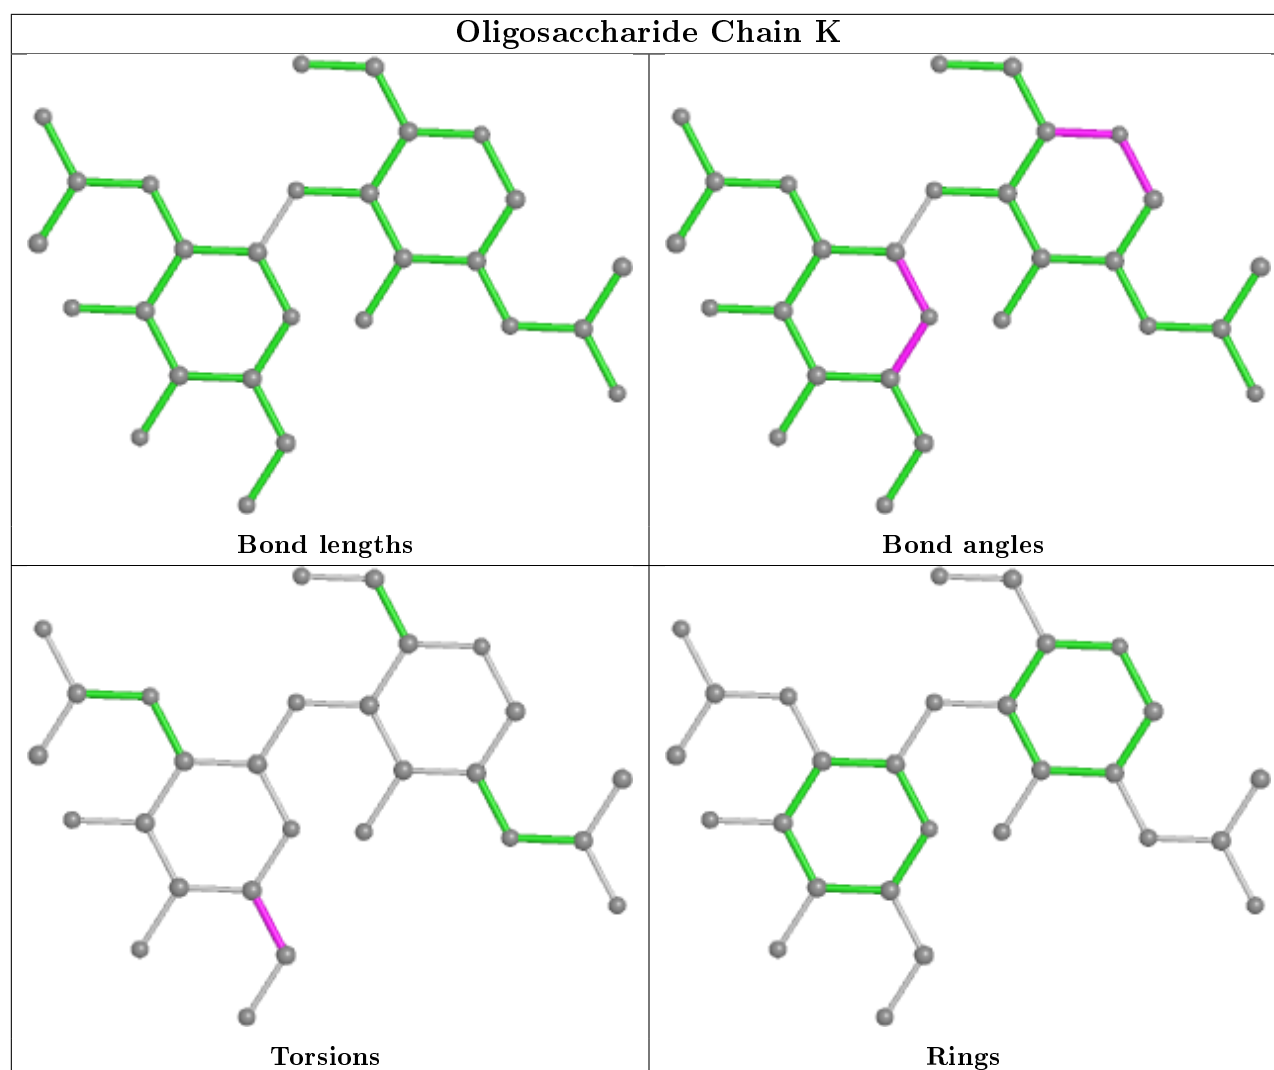 Oligosaccharide Chain K
Bond lengths
Bond angles
Torsions
Rings